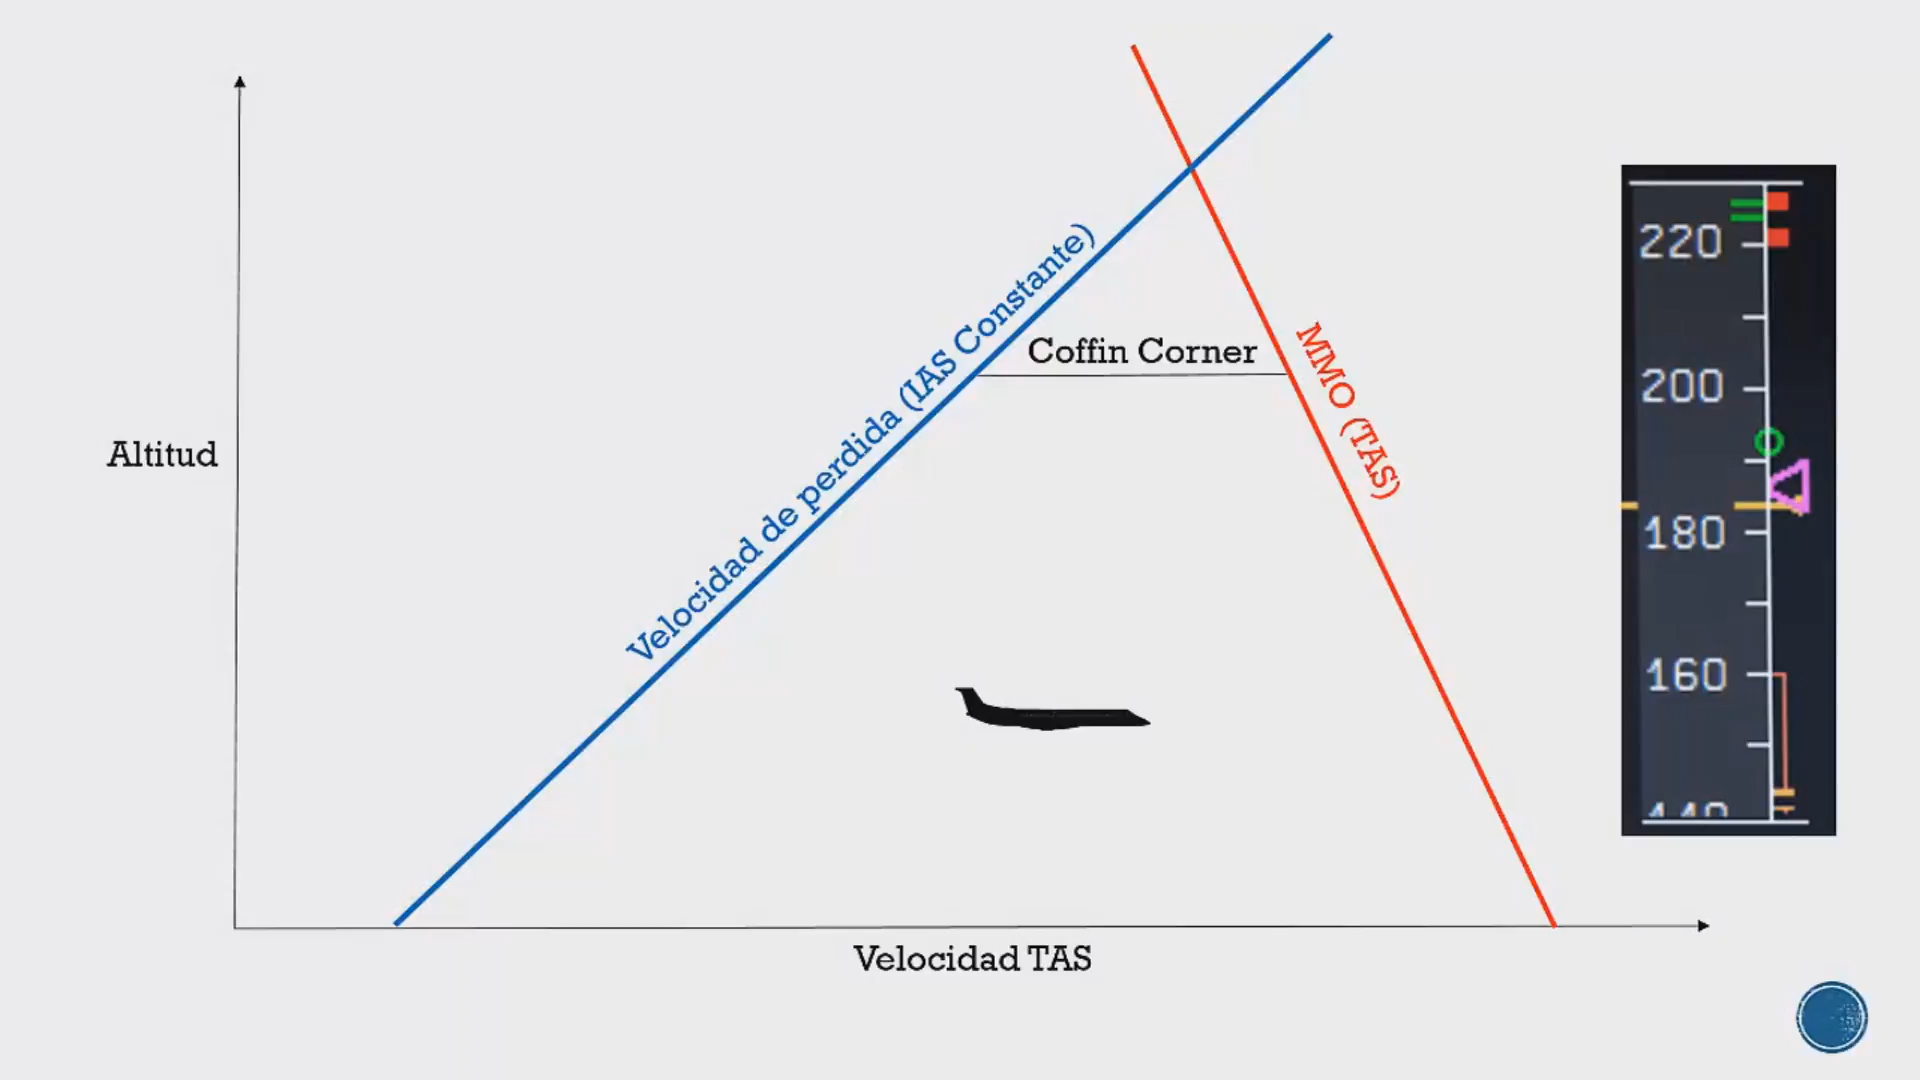 Velocidad de perdida (IAS Constante)
Coffin Corner
MMO (TAS)
Altitud
Velocidad TAS
220
200
180
160